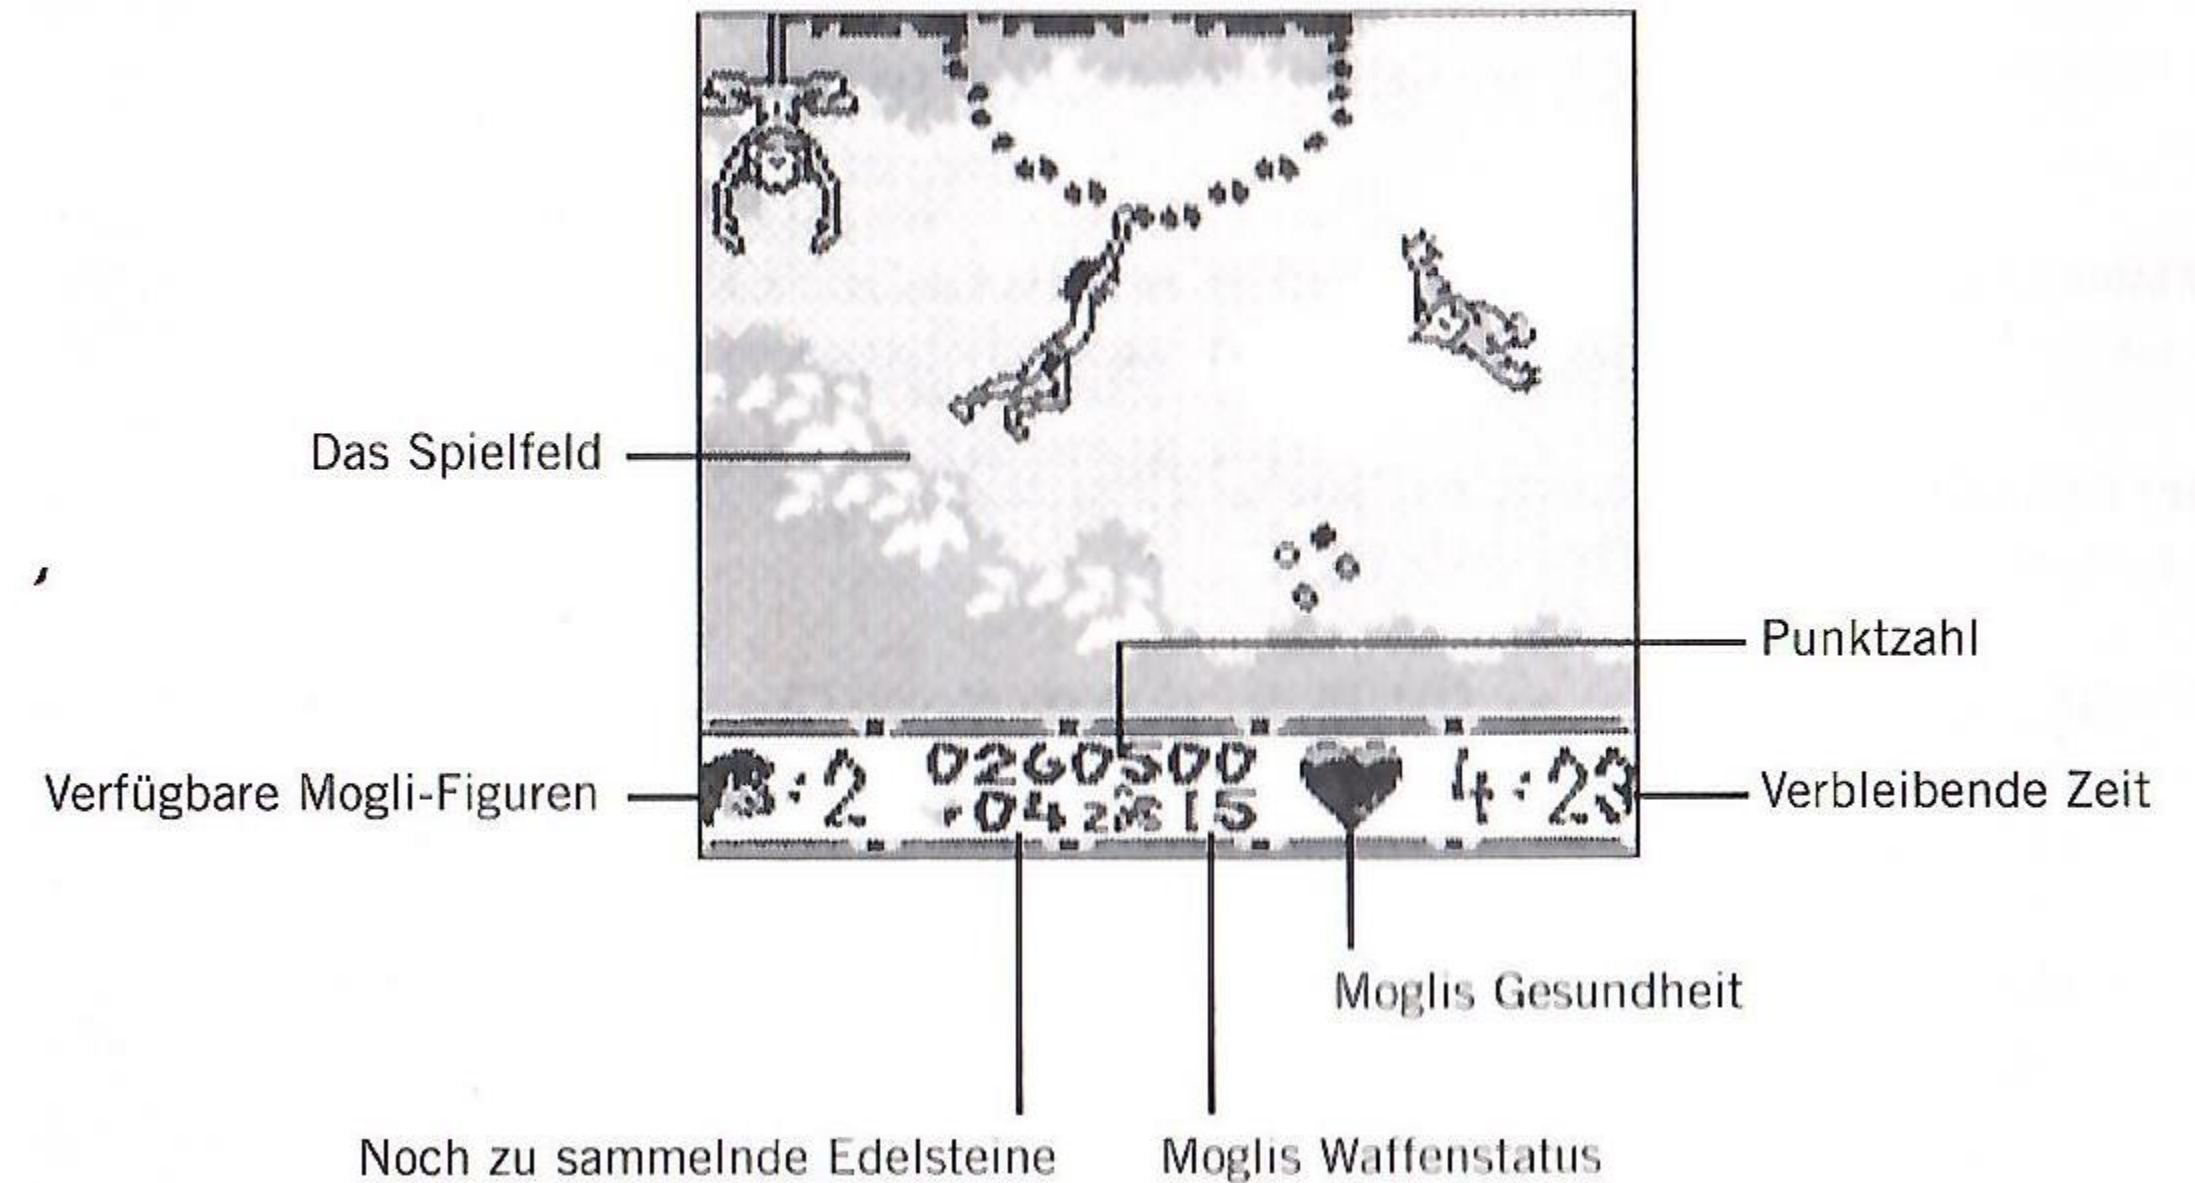 Das Spielfeld
Punktzahl
Verfügbare Mogli-Figuren
:2
0260500
04
15
4:23
Verbleibende Zeit
Moglis Gesundheit
Noch zu sammelnde Edelsteine
Moglis Waffenstatus